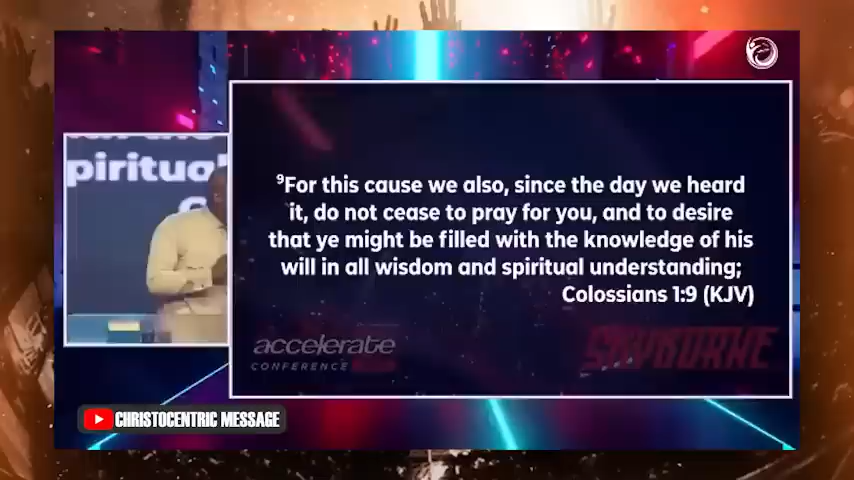 piritual
⁹For this cause we also, since the day we heard
it, do not cease to pray for you, and to desire
that ye might be filled with the knowledge of his
will in all wisdom and spiritual understanding;
Colossians 1:9 (KJV)
accelerate
CONFERENCE
SKYBORNE
CHRISTOCENTRIC MESSAGE